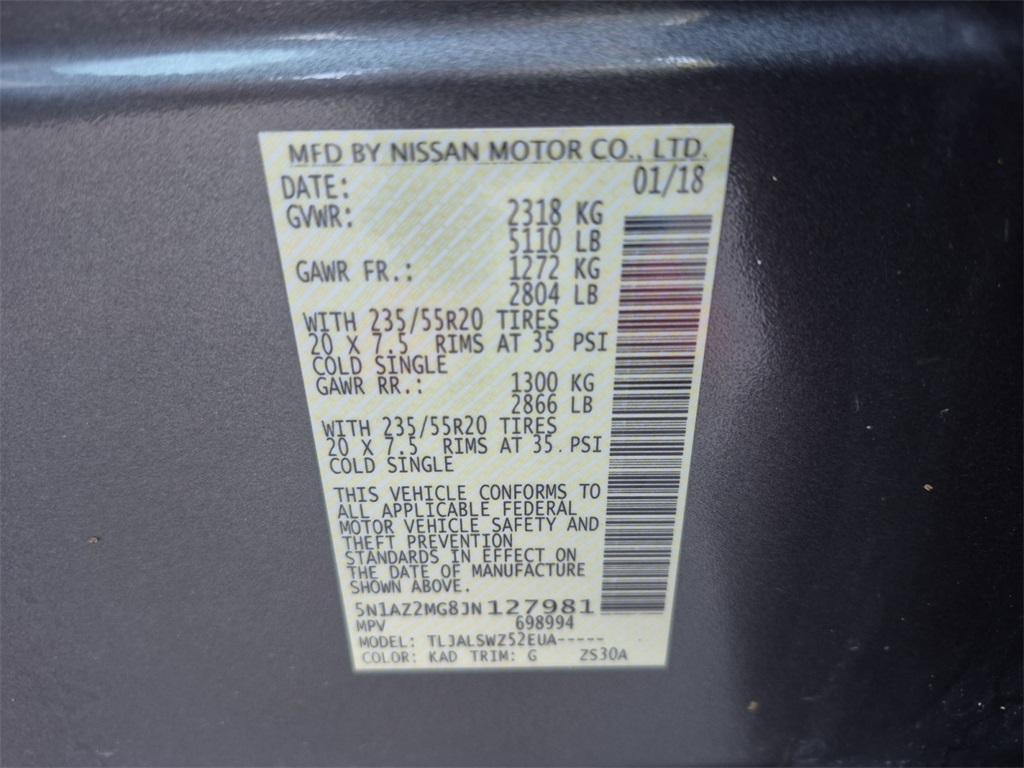 MFD BY NISSAN MOTOR CO., LTD.
DATE: 01/18
GVWR: 2318 KG
5110 LB
GAWR FR.: 1272 KG
2804 LB
WITH 235/55R20 TIRES
20 X 7.5 RIMS AT 35 PSI
COLD SINGLE
GAWR RR.: 1300 KG
2866 LB
WITH 235/55R20 TIRES
20 X 7.5 RIMS AT 35 PSI
COLD SINGLE
THIS VEHICLE CONFORMS TO
ALL APPLICABLE FEDERAL
MOTOR VEHICLE SAFETY AND
THEFT PREVENTION
STANDARDS IN EFFECT ON
THE DATE OF MANUFACTURE
SHOWN ABOVE.
5N1AZ2MG8JN127981
MPV 698994
MODEL: TLJALSWZ52EUA-----
COLOR: KAD TRIM: G ZS30A